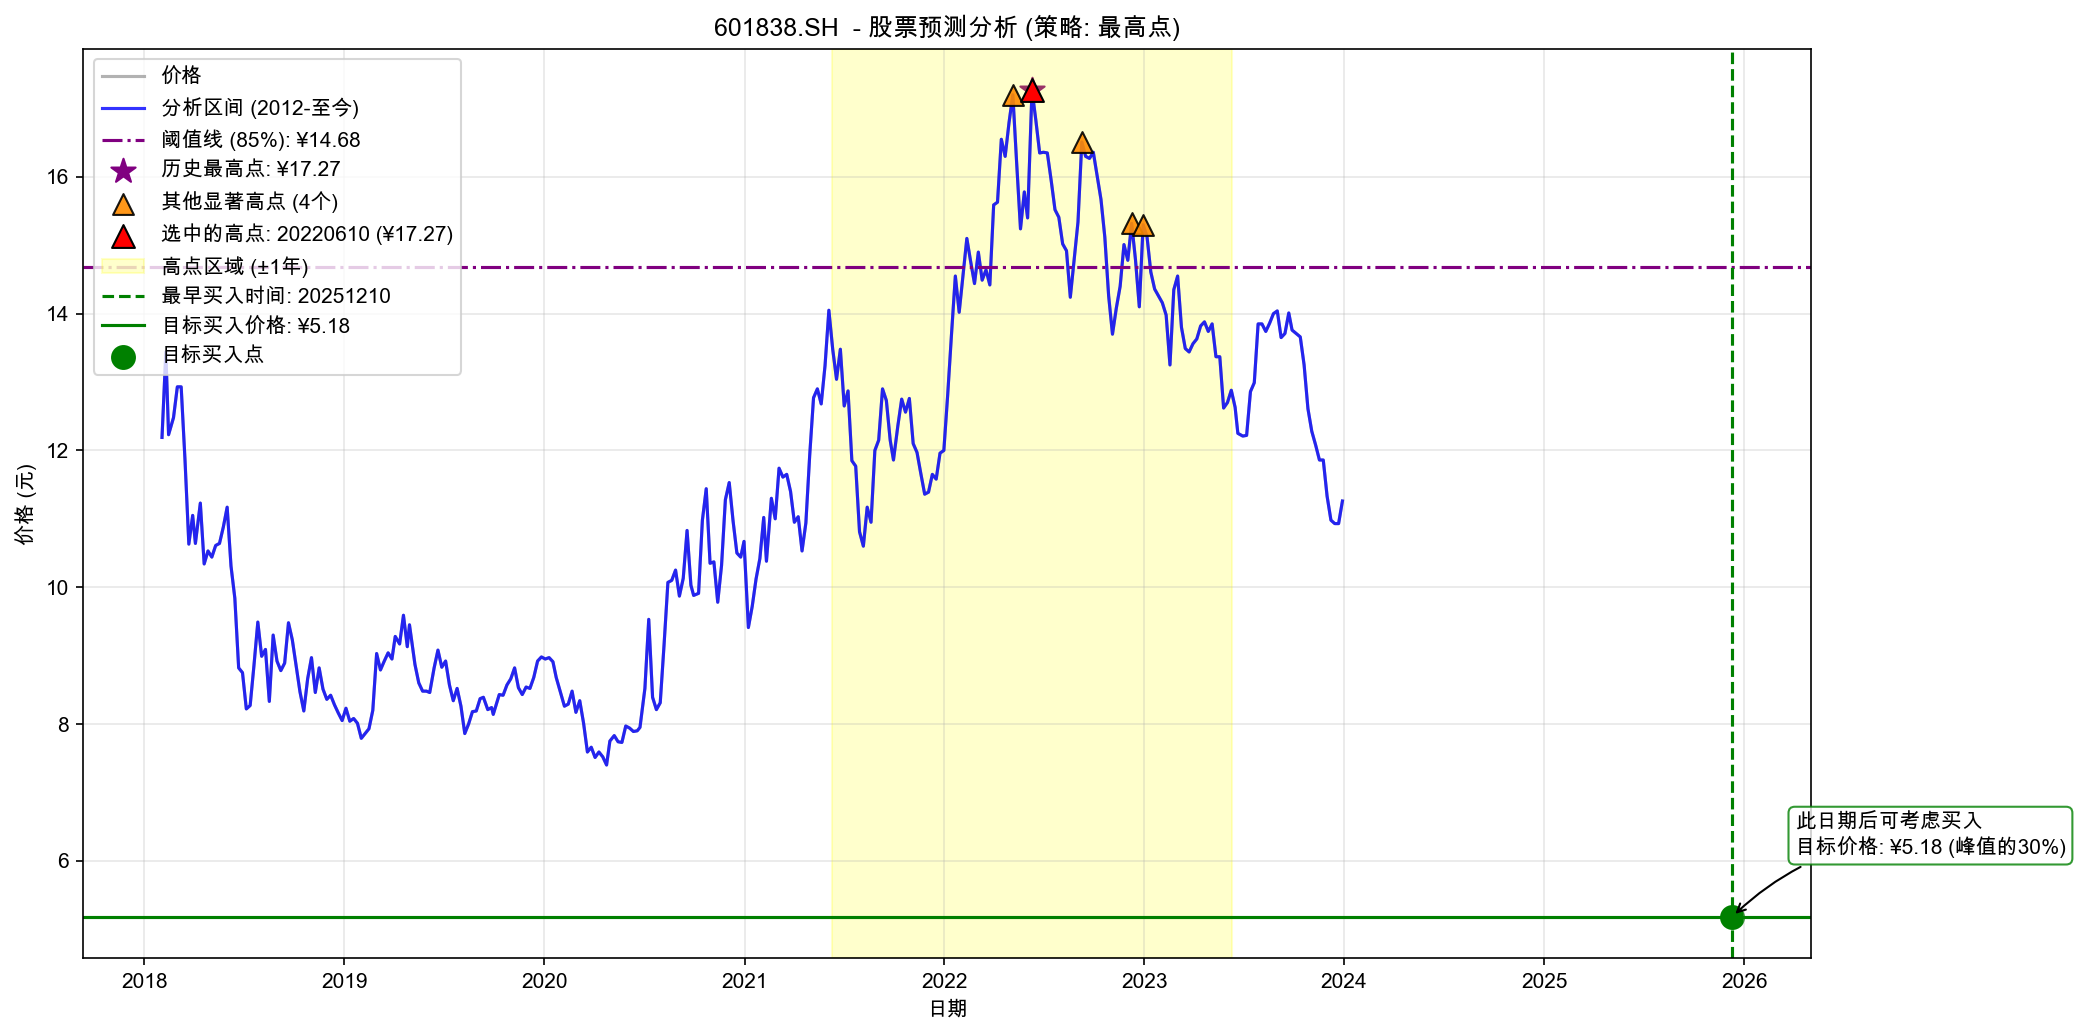 601838.SH - 股票预测分析 (策略: 最高点)
价格
分析区间 (2012-至今)
阈值线 (85%): ¥14.68
历史最高点: ¥17.27
其他显著高点 (4个)
选中的高点: 20220610 (¥17.27)
高点区域 (±1年)
最早买入时间: 20251210
目标买入价格: ¥5.18
目标买入点
价格 (元)
16
14
12
10
8
6
此日期后可考虑买入
目标价格: ¥5.18 (峰值的30%)
2018
2019
2020
2021
2022
2023
2024
2025
2026
日期